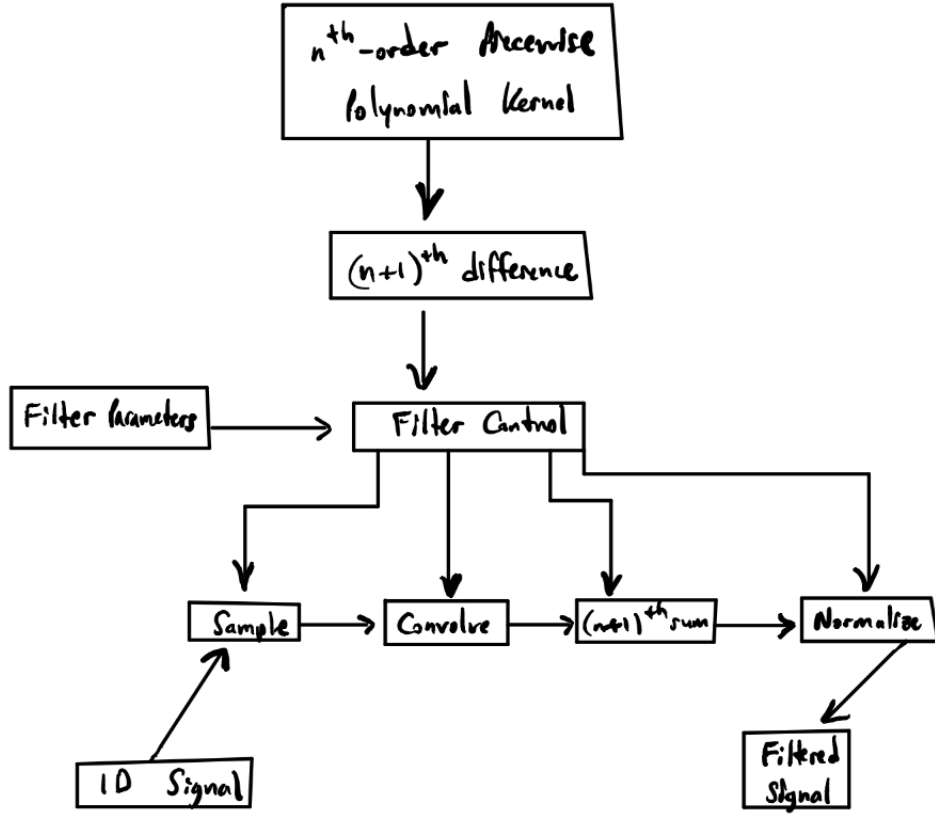 n^th-order Piecewise
Polynomial Kernel
(n+1)^th difference
Filter Parameters
Filter Control
Sample
Convolve
(n+1)^th sum
Normalize
1D Signal
Filtered
Signal